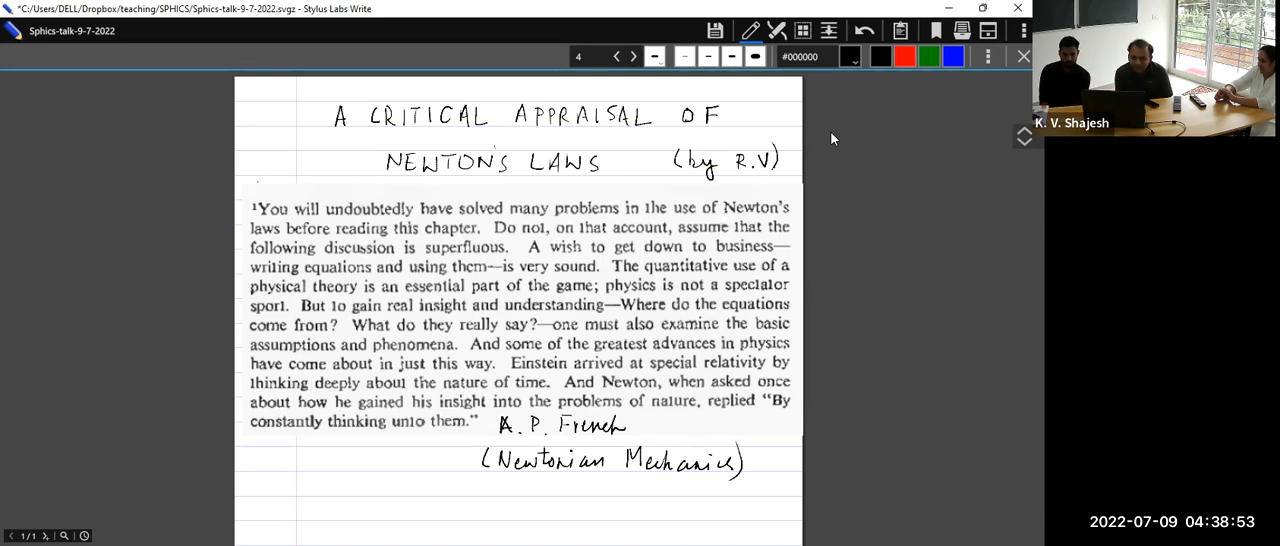 *C:/Users/DELL/Dropbox/teaching/SPHICS/Sphics-talk-9-7-2022.svgz - Stylus Labs Write
Sphics-talk-9-7-2022
4
#000000
K. V. Shajesh
A CRITICAL APPRAISAL OF
NEWTON'S LAWS (by R.V)
¹You will undoubtedly have solved many problems in the use of Newton's
laws before reading this chapter. Do not, on that account, assume that the
following discussion is superfluous. A wish to get down to business—
writing equations and using them—is very sound. The quantitative use of a
physical theory is an essential part of the game; physics is not a spectator
sport. But to gain real insight and understanding—Where do the equations
come from? What do they really say?—one must also examine the basic
assumptions and phenomena. And some of the greatest advances in physics
have come about in just this way. Einstein arrived at special relativity by
thinking deeply about the nature of time. And Newton, when asked once
about how he gained his insight into the problems of nature, replied "By
constantly thinking unto them." A. P. French
(Newtonian Mechanics)
1/1
2022-07-09 04:38:53